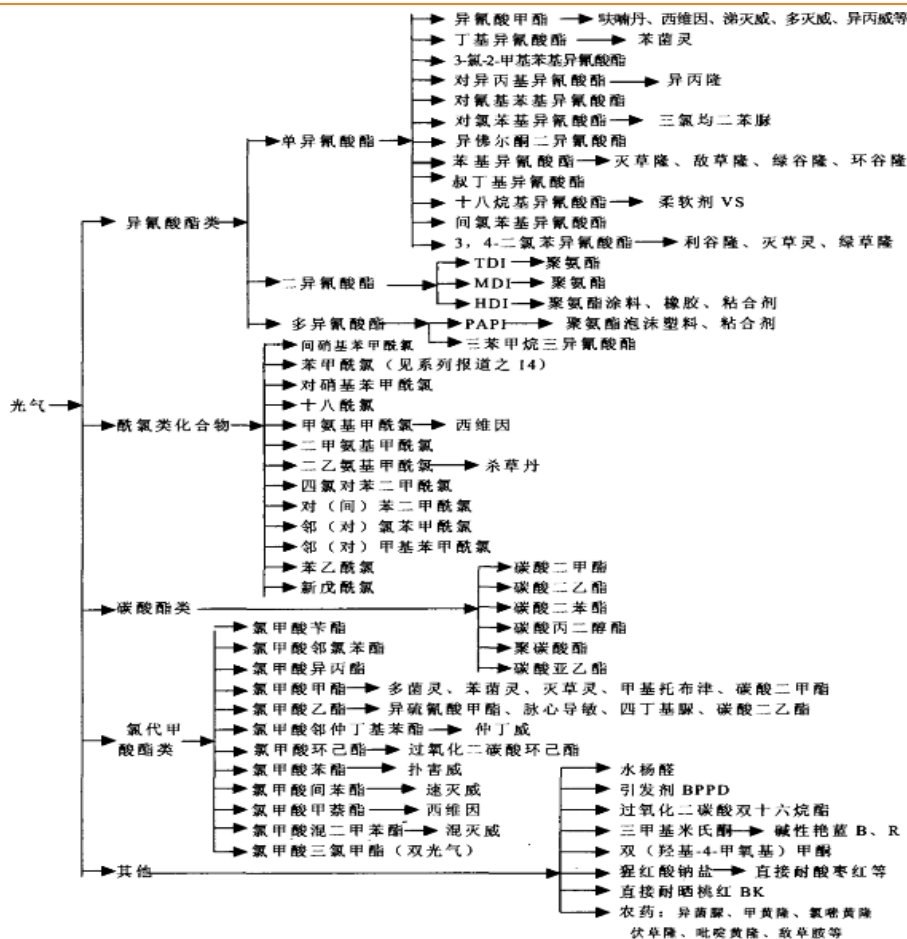 异氰酸甲酯 呋喃丹、西维因、涕灭威、多灭威、异丙威等
丁基异氰酸酯 苯菌灵
3-氯-2-甲基苯基异氰酸酯
对异丙基异氰酸酯 异丙隆
对氰基苯基异氰酸酯
对氯苯基异氰酸酯 三氯均二苯脲
单异氰酸酯
异佛尔酮二异氰酸酯
苯基异氰酸酯 灭草隆、敌草隆、绿谷隆、环谷隆
叔丁基异氰酸酯
十八烷基异氰酸酯 柔软剂 VS
异氰酸酯类
间氯苯基异氰酸酯
3，4-二氯苯异氰酸酯 利谷隆、灭草灵、绿草隆
TDI 聚氨酯
二异氰酸酯 MDI 聚氨酯
HDI 聚氨酯涂料、橡胶、粘合剂
多异氰酸酯 PAPI 聚氨酯泡沫塑料、粘合剂
三苯甲烷三异氰酸酯
间硝基苯甲酰氯
苯甲酰氯（见系列报道之 14）
对硝基苯甲酰氯
光气
十八酰氯
酰氯类化合物 甲氨基甲酰氯 西维因
二甲氨基甲酰氯
二乙氨基甲酰氯 杀草丹
四氯对苯二甲酰氯
对（间）苯二甲酰氯
邻（对）氯苯甲酰氯
邻（对）甲基苯甲酰氯
苯乙酰氯
新戊酰氯
碳酸二甲酯
碳酸二乙酯
碳酸酯类 碳酸二苯酯
碳酸丙二醇酯
聚碳酸酯
碳酸亚乙酯
氯甲酸苄酯
氯甲酸邻氯苯酯
氯甲酸异丙酯
氯甲酸甲酯 多菌灵、苯菌灵、灭草灵、甲基托布津、碳酸二甲酯
氯甲酸乙酯 异硫氰酸甲酯、脉心导敏、四丁基脲、碳酸二乙酯
氯代甲
酸酯类
氯甲酸邻仲丁基苯酯 仲丁威
氯甲酸环己酯 过氧化二碳酸环己酯
氯甲酸苯酯 扑害威
氯甲酸间苯酯 速灭威
氯甲酸甲萘酯 西维因
氯甲酸混二甲苯酯 混灭威
氯甲酸三氯甲酯（双光气）
其他
水杨醛
引发剂 BPPD
过氧化二碳酸双十六烷酯
三甲基米氏酮 碱性艳蓝 B、R
双（羟基-4-甲氧基）甲酮
猩红酸钠盐 直接耐酸枣红等
直接耐晒桃红 BK
农药：异菌脲、甲黄隆、氯嘧黄隆
伏草隆、吡啶黄隆、敌草胺等